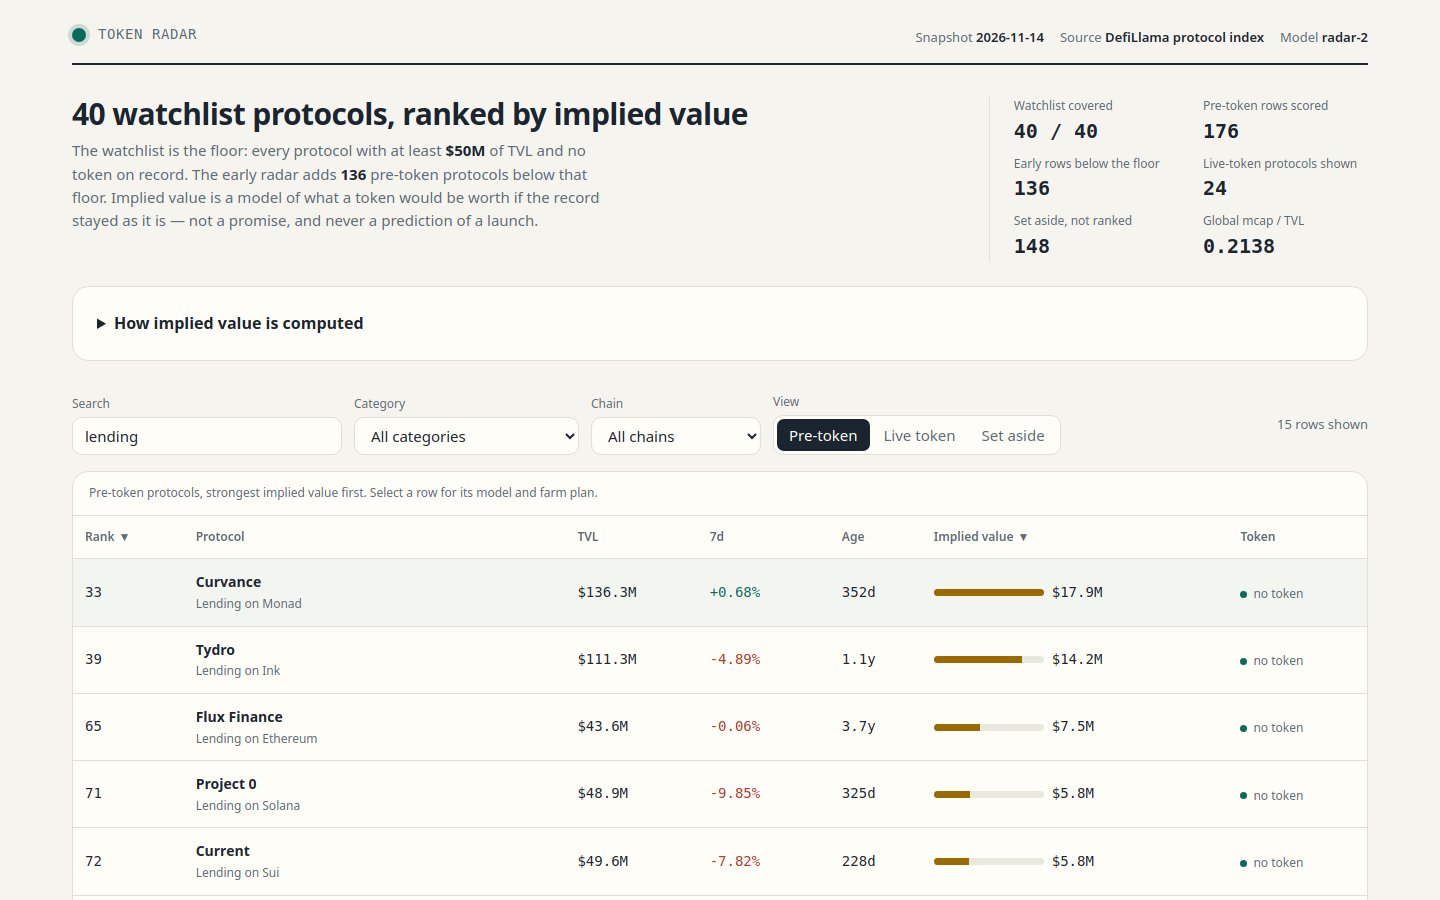 TOKEN RADAR
Snapshot 2026-11-14 Source DefiLlama protocol index Model radar-2
40 watchlist protocols, ranked by implied value
The watchlist is the floor: every protocol with at least $50M of TVL and no
token on record. The early radar adds 136 pre-token protocols below that
floor. Implied value is a model of what a token would be worth if the record
stayed as it is — not a promise, and never a prediction of a launch.
Watchlist covered
40 / 40
Pre-token rows scored
176
Early rows below the floor
136
Live-token protocols shown
24
Set aside, not ranked
148
Global mcap / TVL
0.2138
▶ How implied value is computed
Search
lending
Category
All categories
Chain
All chains
View
Pre-token Live token Set aside
15 rows shown
Pre-token protocols, strongest implied value first. Select a row for its model and farm plan.
Rank ▼ Protocol TVL 7d Age Implied value ▼ Token
33 Curvance $136.3M +0.68% 352d $17.9M no token
Lending on Monad
39 Tydro $111.3M -4.89% 1.1y $14.2M no token
Lending on Ink
65 Flux Finance $43.6M -0.06% 3.7y $7.5M no token
Lending on Ethereum
71 Project 0 $48.9M -9.85% 325d $5.8M no token
Lending on Solana
72 Current $49.6M -7.82% 228d $5.8M no token
Lending on Sui